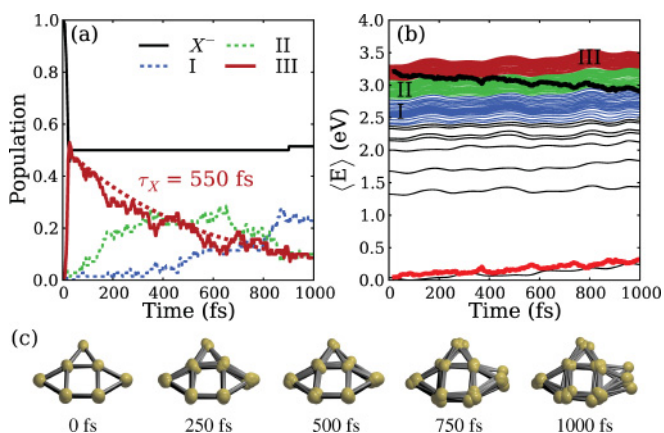 (a)
X⁻
I
II
III
τX = 550 fs
Population
1.0
0.8
0.6
0.4
0.2
0.0
0 200 400 600 800 1000
Time (fs)
(b)
III
II
I
⟨E⟩ (eV)
4.0
3.5
3.0
2.5
2.0
1.5
1.0
0.5
0.0
0 200 400 600 800 1000
Time (fs)
(c)
0 fs 250 fs 500 fs 750 fs 1000 fs